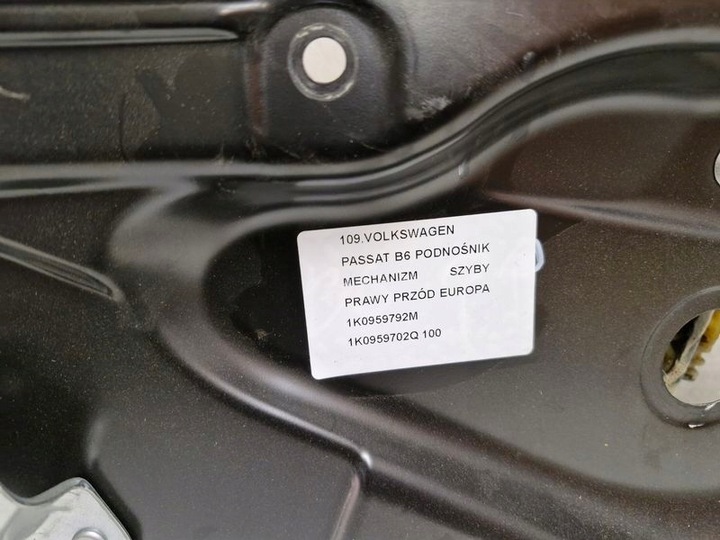 109.VOLKSWAGEN
PASSAT B6 PODNOŚNIK
MECHANIZM SZYBY
PRAWY PRZÓD EUROPA
1K0959792M
1K0959702Q 100